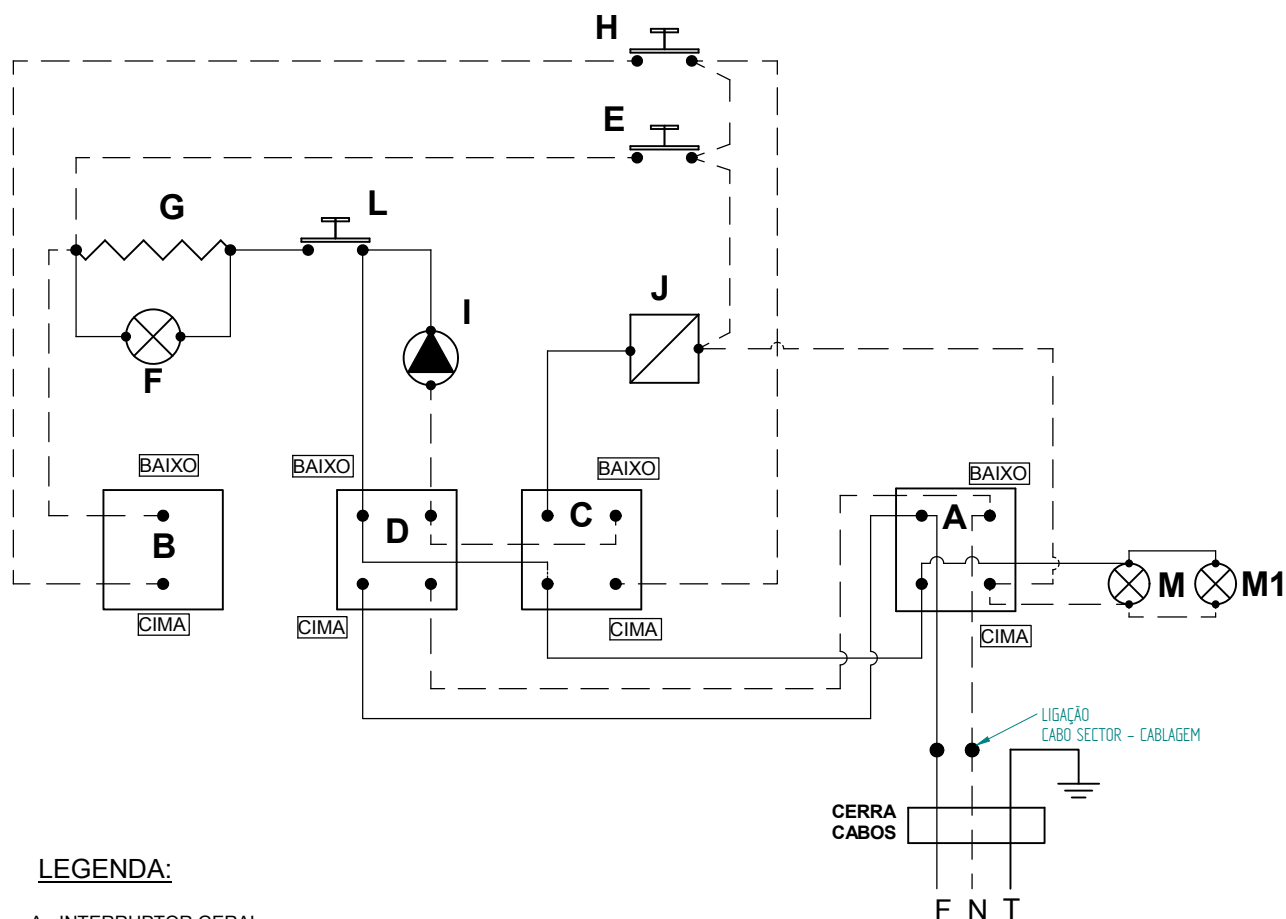 H
E
G
L
J
I
F
BAIXO
BAIXO
BAIXO
BAIXO
B
D
C
A
M
M1
CIMA
CIMA
CIMA
CIMA
LIGAÇÃO
CABO SECTOR - CABLAGEM
CERRA
CABOS
LEGENDA:
F N T